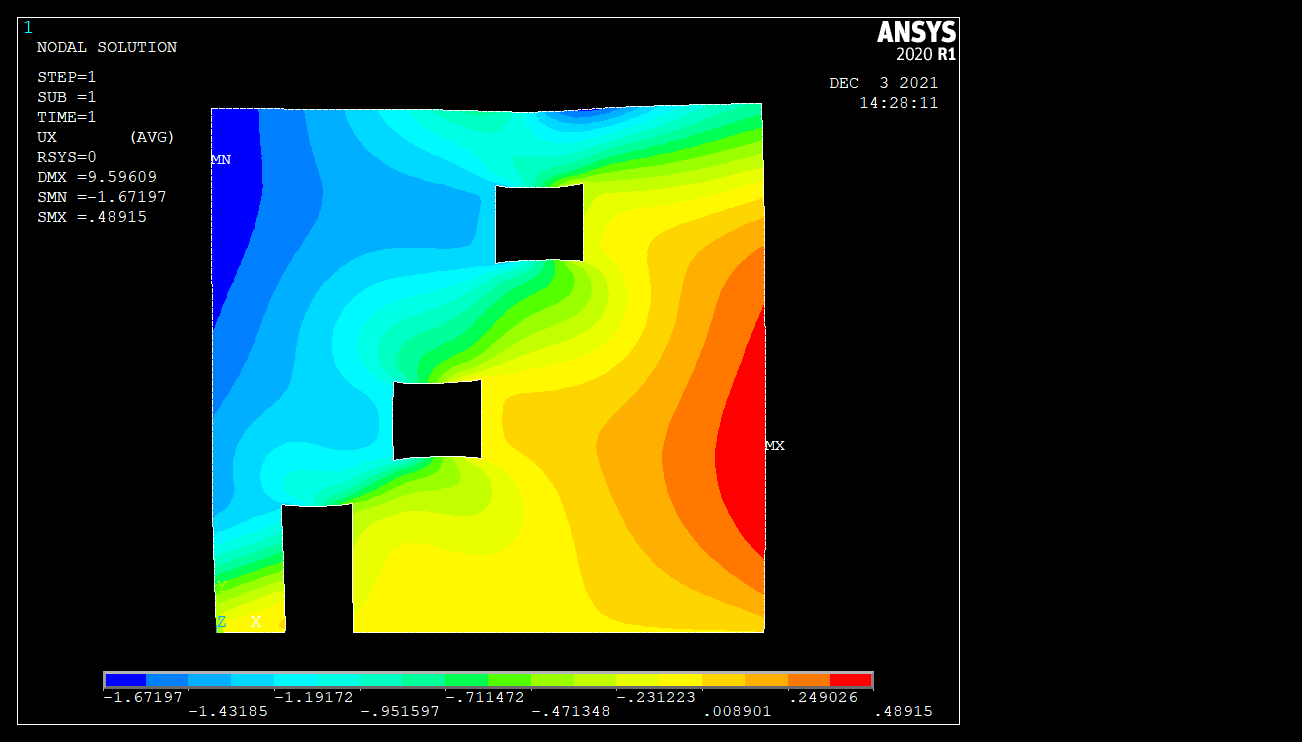 1
NODAL SOLUTION
STEP=1
SUB =1
TIME=1
UX (AVG)
RSYS=0
DMX =9.59609
SMN =-1.67197
SMX =.48915
ANSYS
2020 R1
DEC 3 2021
14:28:11
MN
MX
Z X
-1.67197 -1.19172 -.711472 -.231223 .249026
-1.43185 -.951597 -.471348 .008901 .48915